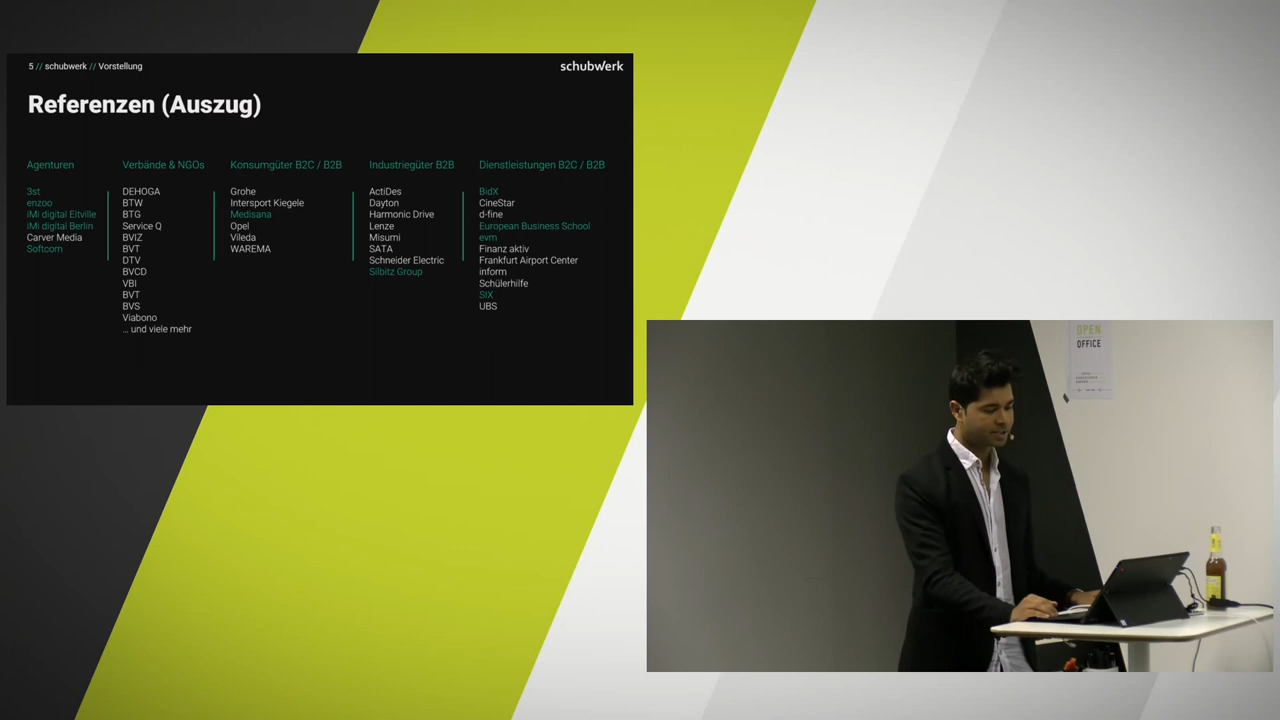 5 // schubwerk // Vorstellung
schubwerk
Referenzen (Auszug)
Agenturen
3st
enzoo
iMi digital Eltville
iMi digital Berlin
Carver Media
Softcom
Verbände & NGOs
DEHOGA
BTW
BTG
Service Q
BVIZ
BVT
DTV
BVCD
VBI
BVT
BVS
Viabono
... und viele mehr
Konsumgüter B2C / B2B
Grohe
Intersport Kiegele
Medisana
Opel
Vileda
WAREMA
Industriegüter B2B
ActiDes
Dayton
Harmonic Drive
Lenze
Misumi
SATA
Schneider Electric
Silbitz Group
Dienstleistungen B2C / B2B
BidX
CineStar
d-fine
European Business School
evm
Finanz aktiv
Frankfurt Airport Center
inform
Schülerhilfe
SIX
UBS
OPEN
OFFICE